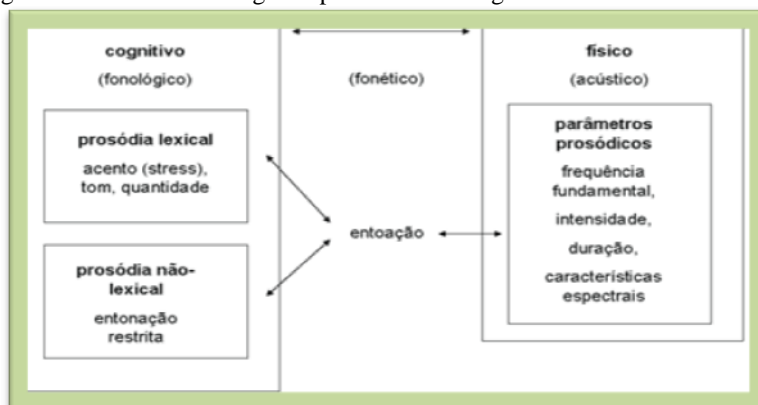 cognitivo
(fonológico)
prosódia lexical
acento (stress),
tom, quantidade
prosódia não-
lexical
entonação
restrita
(fonético)
entoação
físico
(acústico)
parâmetros
prosódicos
frequência
fundamental,
intensidade,
duração,
características
espectrais